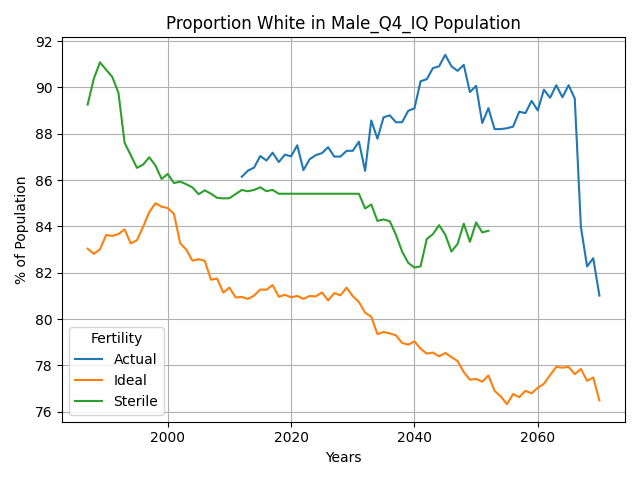 Proportion White in Male_Q4_IQ Population
% of Population
92
90
88
86
84
82
80
78
76
Fertility
Actual
Ideal
Sterile
2000
2020
2040
2060
Years